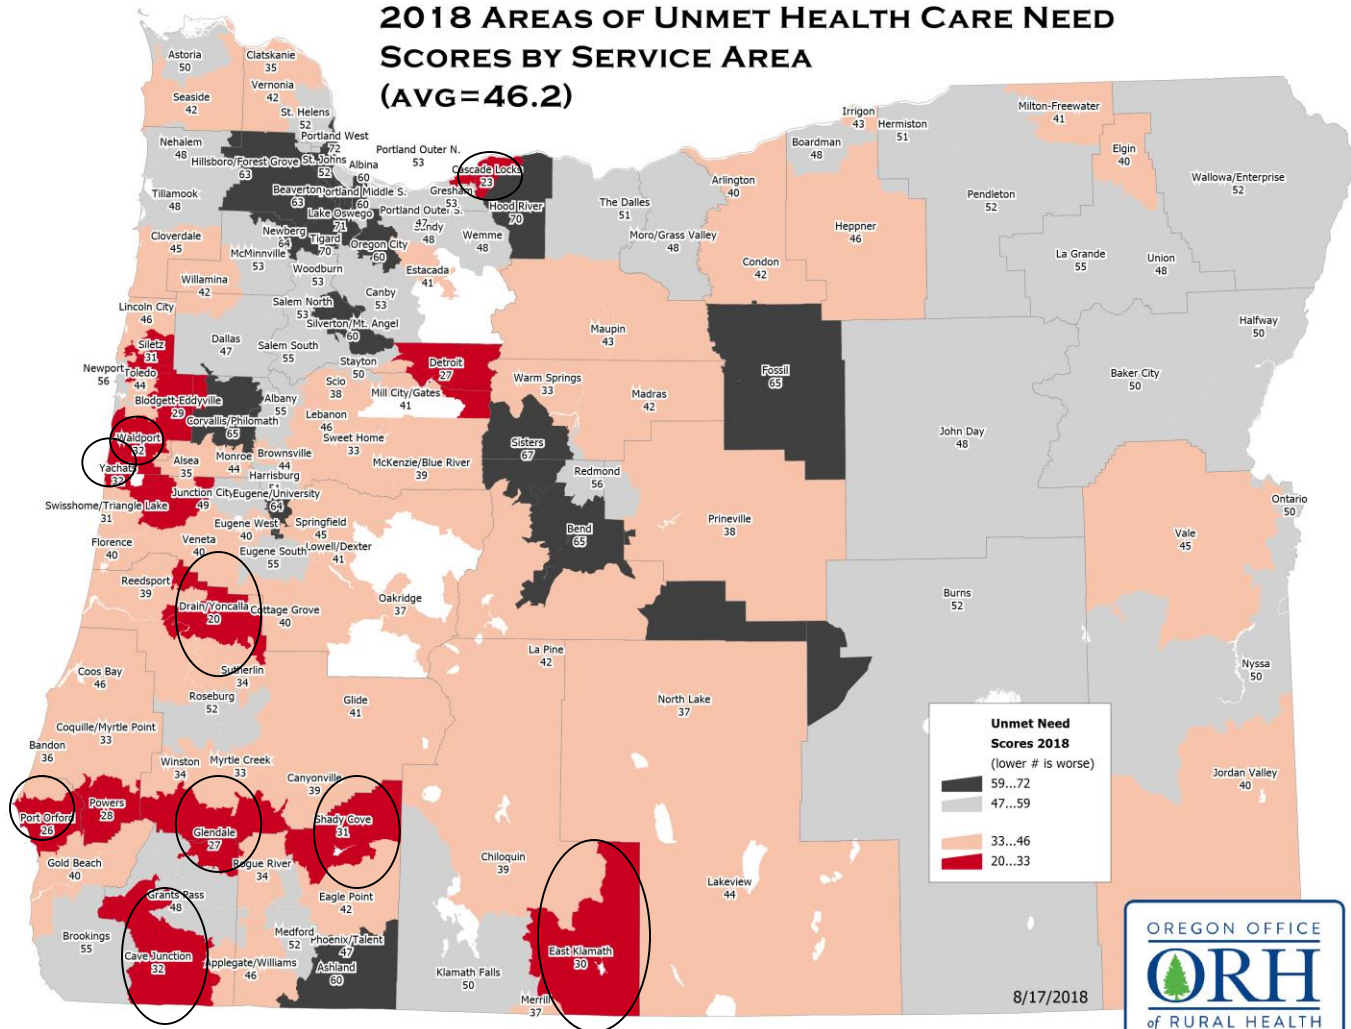 2018 AREAS OF UNMET HEALTH CARE NEED
SCORES BY SERVICE AREA
(AVG=46.2)
Astoria
50
Clatskanie
35
Seaside
42
Vernonia
42
St. Helens
52
Portland West
72
Portland Outer N.
53
Nehalem
48
Hillsboro/Forest Grove
63
St. Johns
52
Albina
60
Cascade Locks
23
Tillamook
48
Beaverton
63
Portland Middle S.
60
Gresham
53
Hood River
70
Lake Oswego
71
Portland Outer S.
47
Sandy
48
Wemme
48
Cloverdale
45
Newberg
64
Tigard
70
Oregon City
60
McMinnville
53
Willamina
42
Woodburn
53
Estacada
41
Canby
53
Lincoln City
46
Salem North
53
Silverton/Mt. Angel
60
Dallas
47
Salem South
55
Siletz
31
Stayton
50
Detroit
27
Newport
56
Toledo
44
Scio
38
Mill City/Gates
41
Blodgett-Eddyville
29
Albany
55
Corvallis/Philomath
65
Lebanon
46
Waldport
32
Sweet Home
33
Yachats
32
Alsea
35
Monroe
44
Brownsville
44
McKenzie/Blue River
39
Harrisburg
51
Junction City
49
Eugene/University
64
Swisshome/Triangle Lake
31
Eugene West
40
Springfield
45
Florence
40
Veneta
40
Eugene South
55
Lowell/Dexter
41
Reedsport
39
Drain/Yoncalla
20
Cottage Grove
40
Oakridge
37
Sutherlin
34
Coos Bay
46
Roseburg
52
Glide
41
Coquille/Myrtle Point
33
Bandon
36
Winston
34
Myrtle Creek
33
Canyonville
39
Port Orford
26
Powers
28
Glendale
27
Shady Cove
31
Gold Beach
40
Rogue River
34
Grants Pass
48
Eagle Point
42
Brookings
55
Cave Junction
32
Medford
52
Phoenix/Talent
47
Applegate/Williams
46
Ashland
60
Klamath Falls
50
Merrill
37
East Klamath
30
Chiloquin
39
Lakeview
44
La Pine
42
North Lake
37
Warm Springs
33
Maupin
43
Madras
42
Sisters
67
Redmond
56
Bend
65
Prineville
38
The Dalles
51
Moro/Grass Valley
48
Arlington
40
Condon
42
Fossil
65
Heppner
46
Boardman
48
Irrigon
43
Hermiston
51
Milton-Freewater
41
Elgin
40
Pendleton
52
Wallowa/Enterprise
52
La Grande
55
Union
48
Halfway
50
Baker City
50
John Day
48
Ontario
50
Vale
45
Burns
52
Nyssa
50
Jordan Valley
40
Unmet Need
Scores 2018
(lower # is worse)
59...72
47...59
33...46
20...33
8/17/2018
OREGON OFFICE
ORH
of RURAL HEALTH